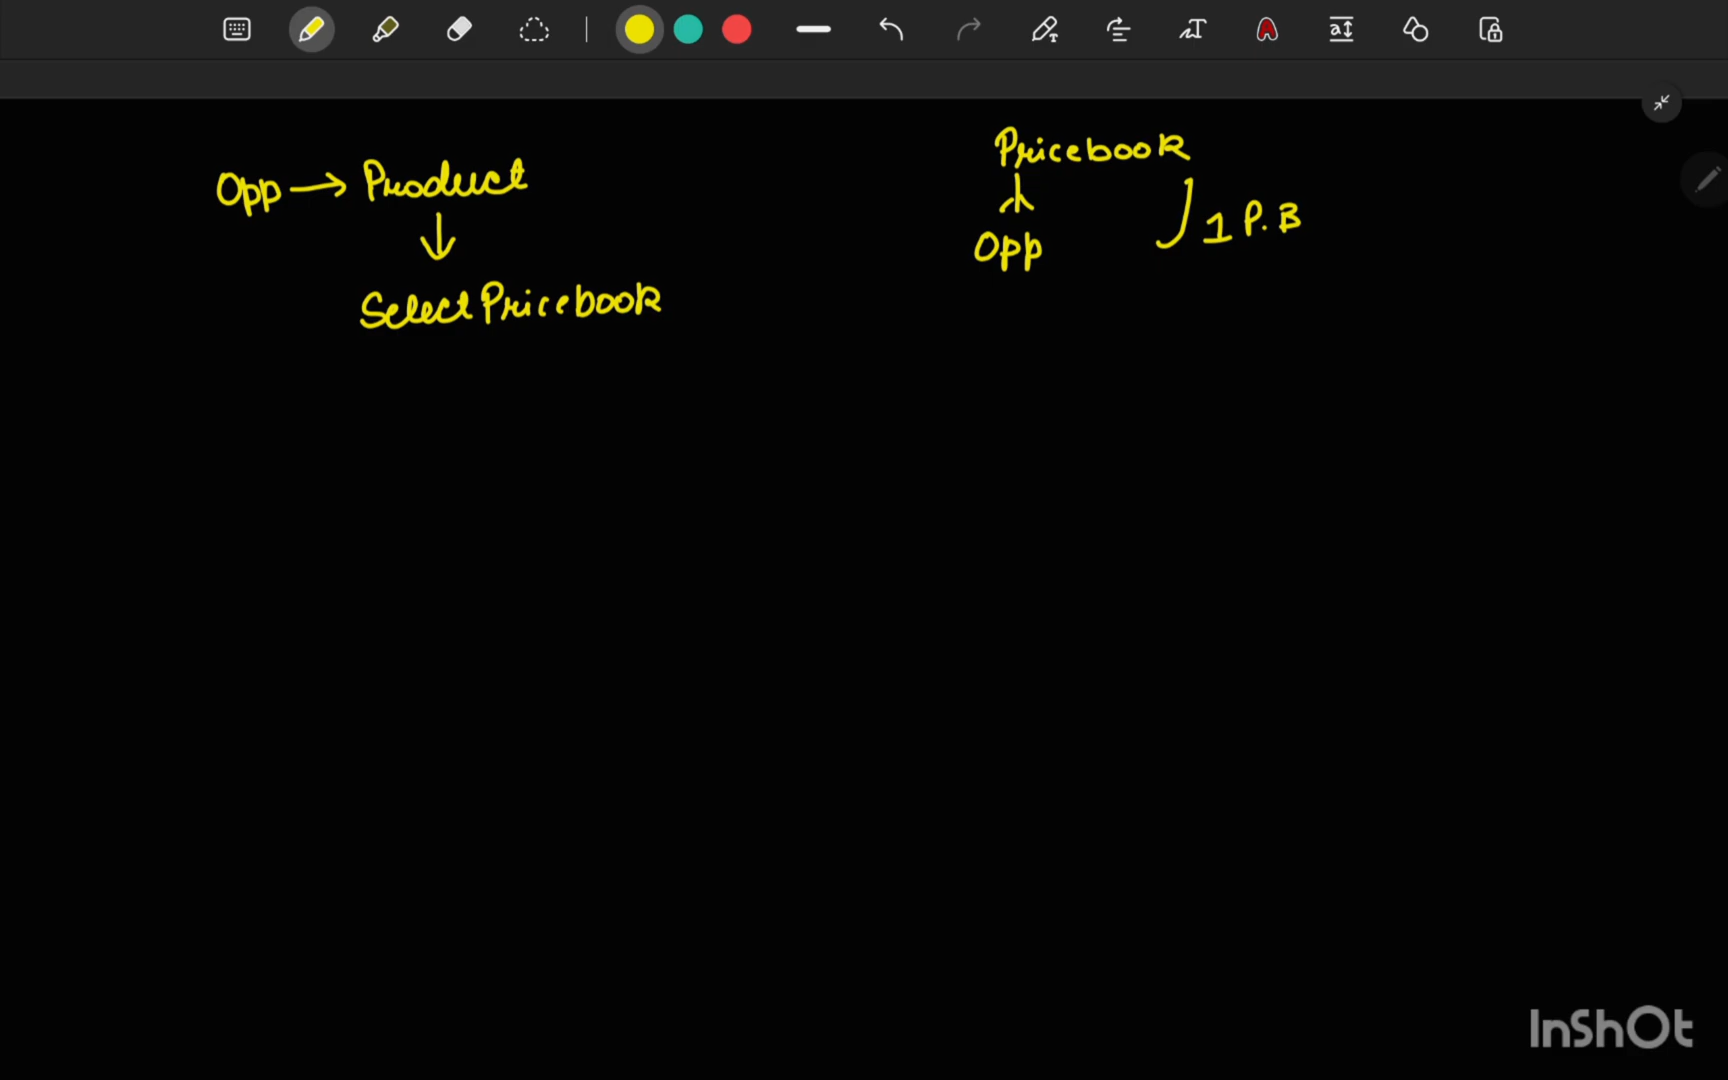 Opp → Product
↓
Select Pricebook
Pricebook
Opp
1 P.B
InShOt